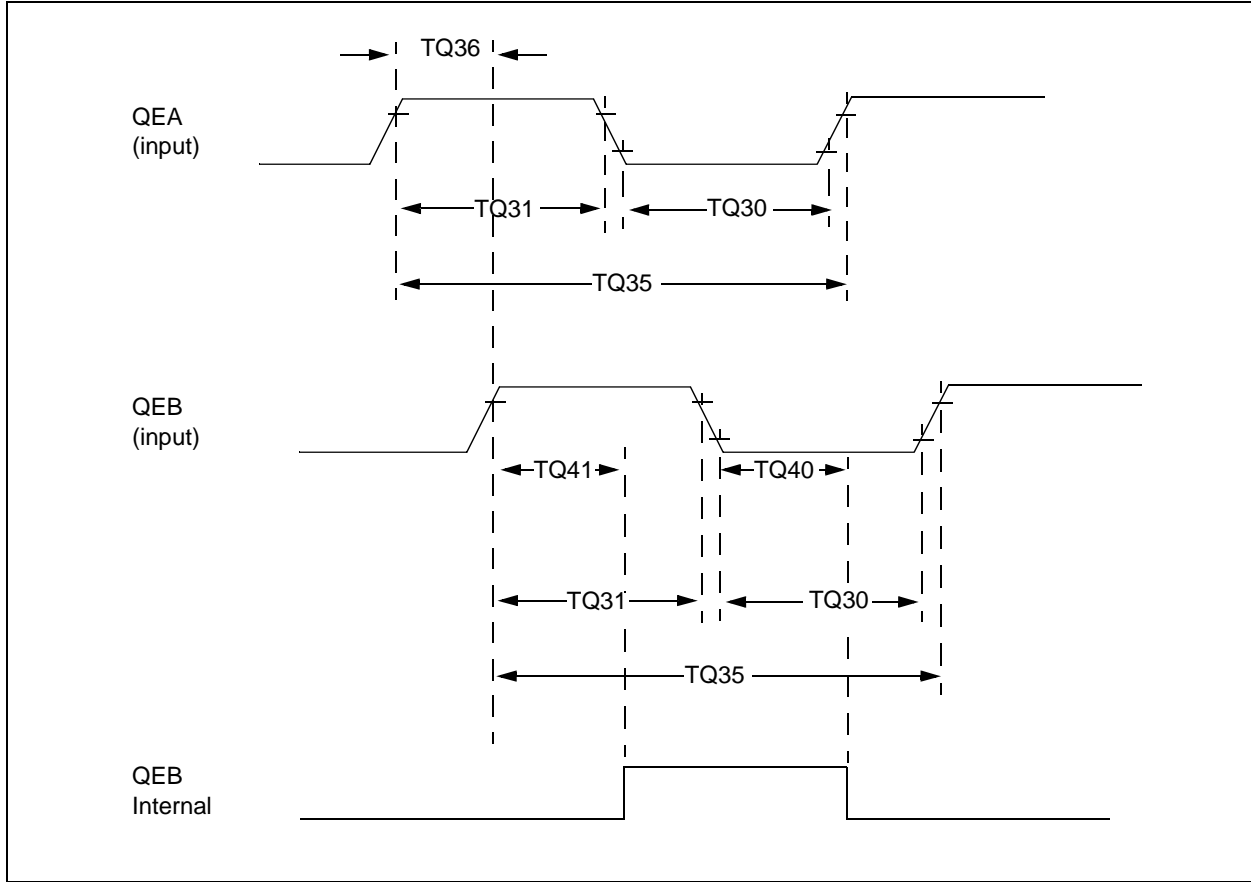 TQ36
QEA
(input)
TQ31
TQ30
TQ35
QEB
(input)
TQ41
TQ40
TQ31
TQ30
TQ35
QEB
Internal